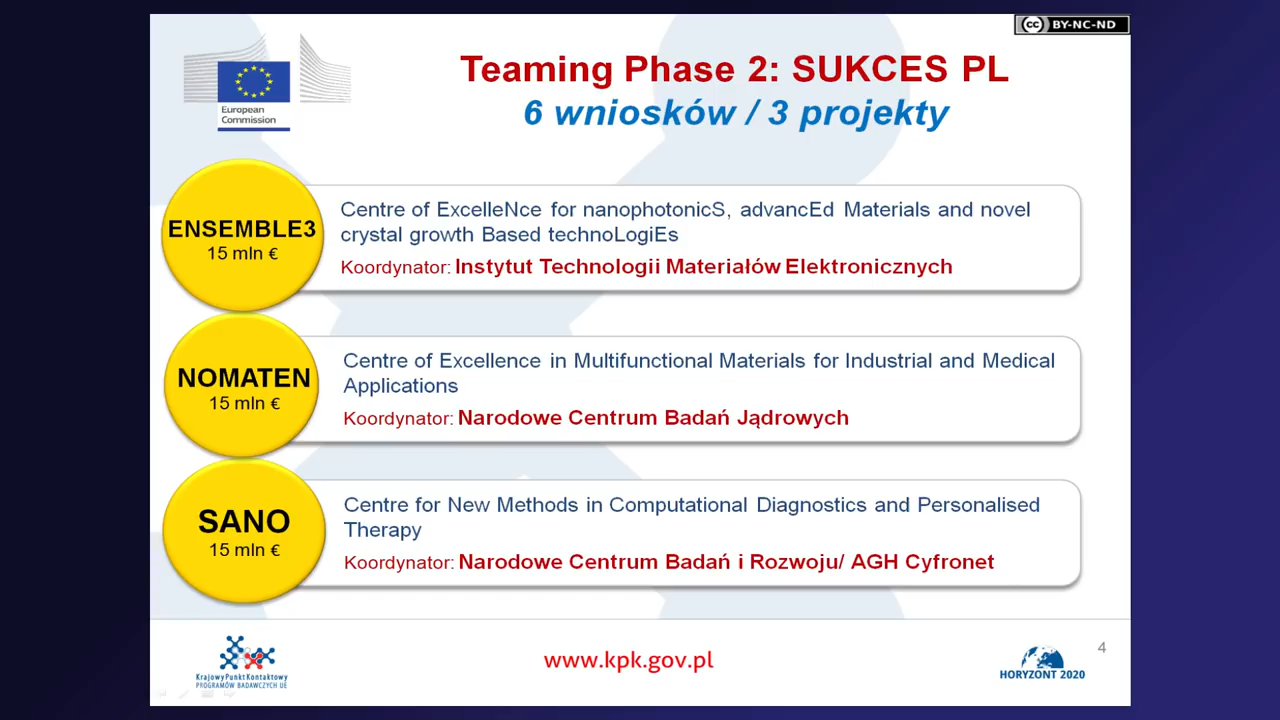 BY-NC-ND
Teaming Phase 2: SUKCES PL
6 wniosków / 3 projekty
European
Commission
ENSEMBLE3
15 mln €
Centre of ExcelleNce for nanophotonicS, advancEd Materials and novel
crystal growth Based technoLogiEs
Koordynator: Instytut Technologii Materiałów Elektronicznych
NOMATEN
15 mln €
Centre of Excellence in Multifunctional Materials for Industrial and Medical
Applications
Koordynator: Narodowe Centrum Badań Jądrowych
SANO
15 mln €
Centre for New Methods in Computational Diagnostics and Personalised
Therapy
Koordynator: Narodowe Centrum Badań i Rozwoju/ AGH Cyfronet
Krajowy Punkt Kontaktowy
PROGRAMÓW BADAWCZYCH UE
www.kpk.gov.pl
HORYZONT 2020
4